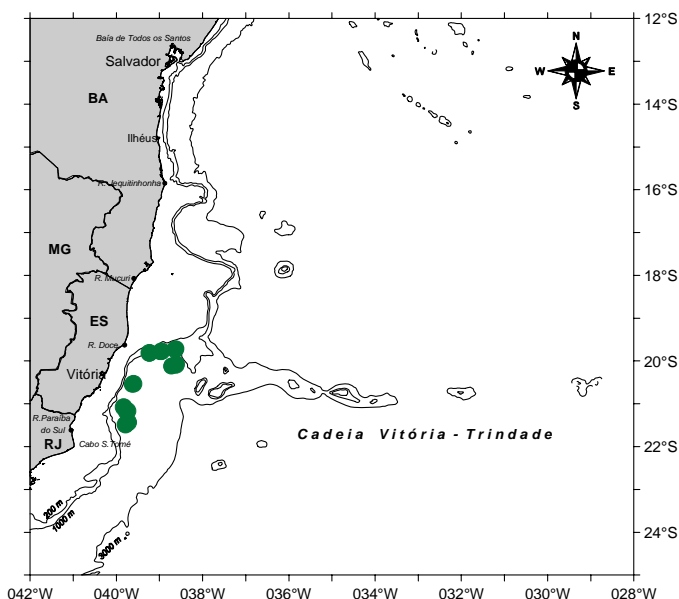 12°S
Baía de Todos os Santos
N
Salvador
W
E
BA
S
14°S
Ilhéus
R. Jequitinhonha
16°S
MG
R. Mucuri
18°S
ES
R. Doce
20°S
Vitória
R.Paraíba
do Sul
RJ
Cabo S.Tomé
Cadeia Vitória - Trindade
22°S
200 m
1000 m
3000 m
24°S
042°W 040°W 038°W 036°W 034°W 032°W 030°W 028°W